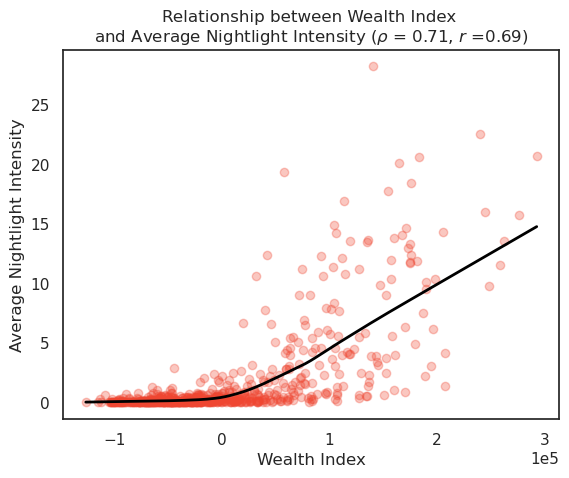 Relationship between Wealth Index
and Average Nightlight Intensity (ρ = 0.71, r =0.69)
Average Nightlight Intensity
25
20
15
10
5
0
−1
0
1
2
3
1e5
Wealth Index